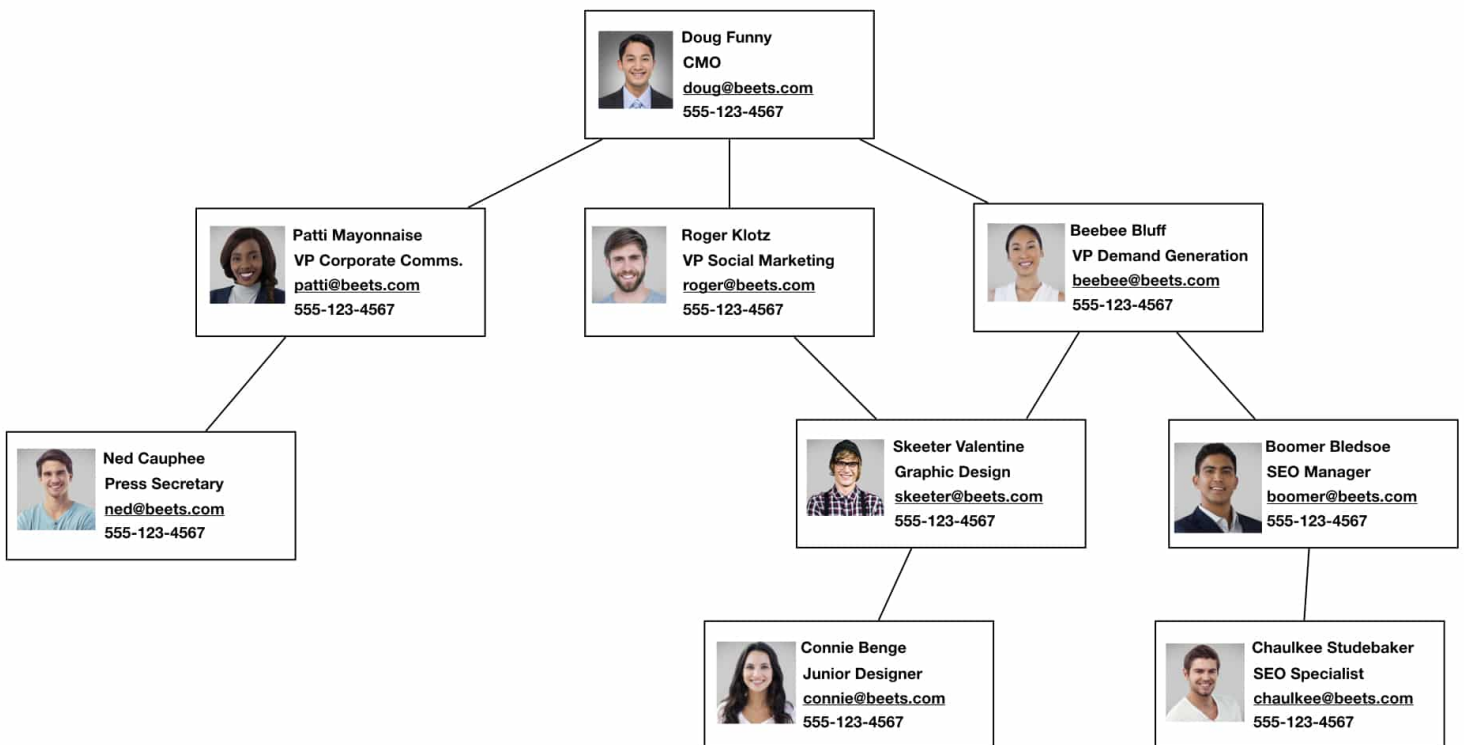 Doug Funny
CMO
doug@beets.com
555-123-4567
Patti Mayonnaise
VP Corporate Comms.
patti@beets.com
555-123-4567
Roger Klotz
VP Social Marketing
roger@beets.com
555-123-4567
Beebee Bluff
VP Demand Generation
beebee@beets.com
555-123-4567
Ned Cauphee
Press Secretary
ned@beets.com
555-123-4567
Skeeter Valentine
Graphic Design
skeeter@beets.com
555-123-4567
Boomer Bledsoe
SEO Manager
boomer@beets.com
555-123-4567
Connie Benge
Junior Designer
connie@beets.com
555-123-4567
Chaulkee Studebaker
SEO Specialist
chaulkee@beets.com
555-123-4567